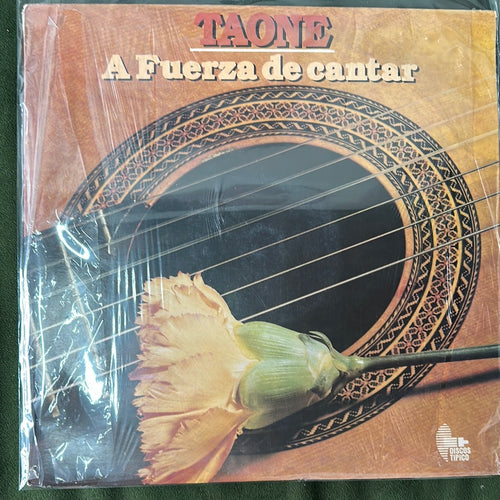 TAONE
A Fuerza de cantar
DISCOS
TIPICO